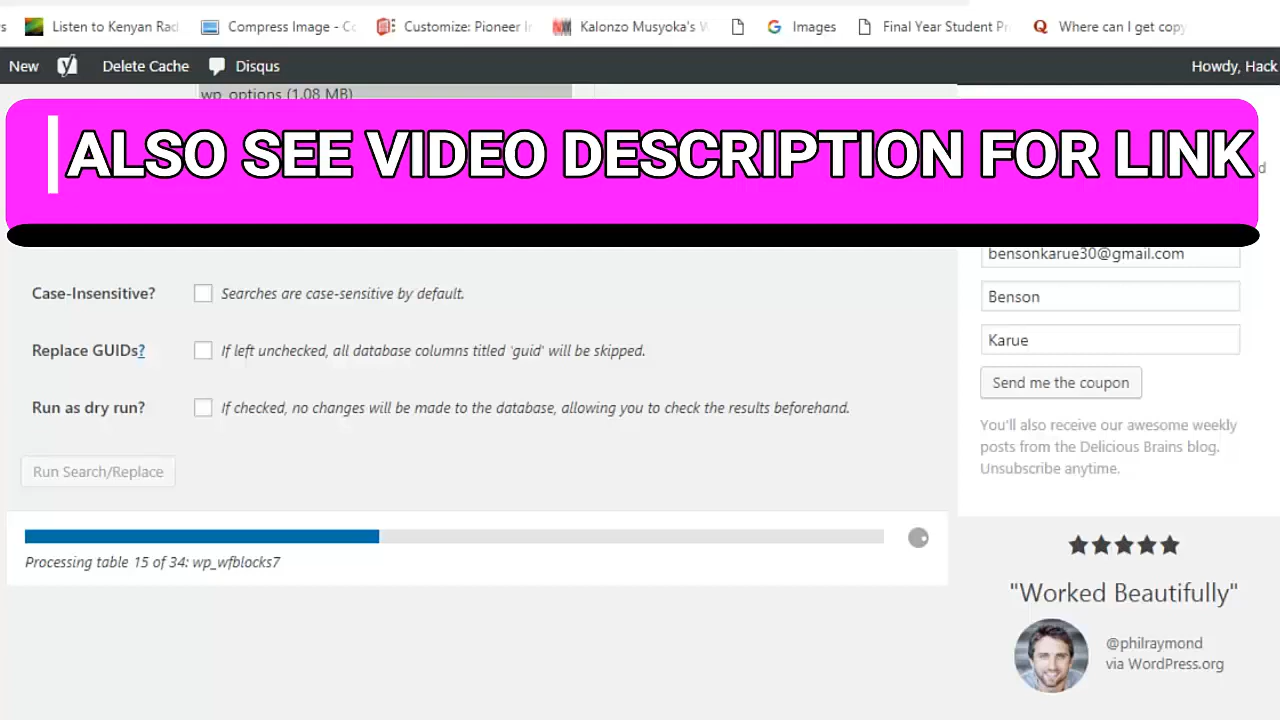 Listen to Kenyan Rad
Compress Image - Co
Customize: Pioneer I
Kalonzo Musyoka's W
Images
Final Year Student Pr
Where can I get copy
New
Delete Cache
Disqus
Howdy, Hack
wp_options (1.08 MB)
ALSO SEE VIDEO DESCRIPTION FOR LINK
bensonkarue30@gmail.com
Case-Insensitive?
Searches are case-sensitive by default.
Benson
Replace GUIDs?
If left unchecked, all database columns titled 'guid' will be skipped.
Karue
Send me the coupon
Run as dry run?
If checked, no changes will be made to the database, allowing you to check the results beforehand.
You'll also receive our awesome weekly
posts from the Delicious Brains blog.
Unsubscribe anytime.
Run Search/Replace
Processing table 15 of 34: wp_wfblocks7
"Worked Beautifully"
@philraymond
via WordPress.org